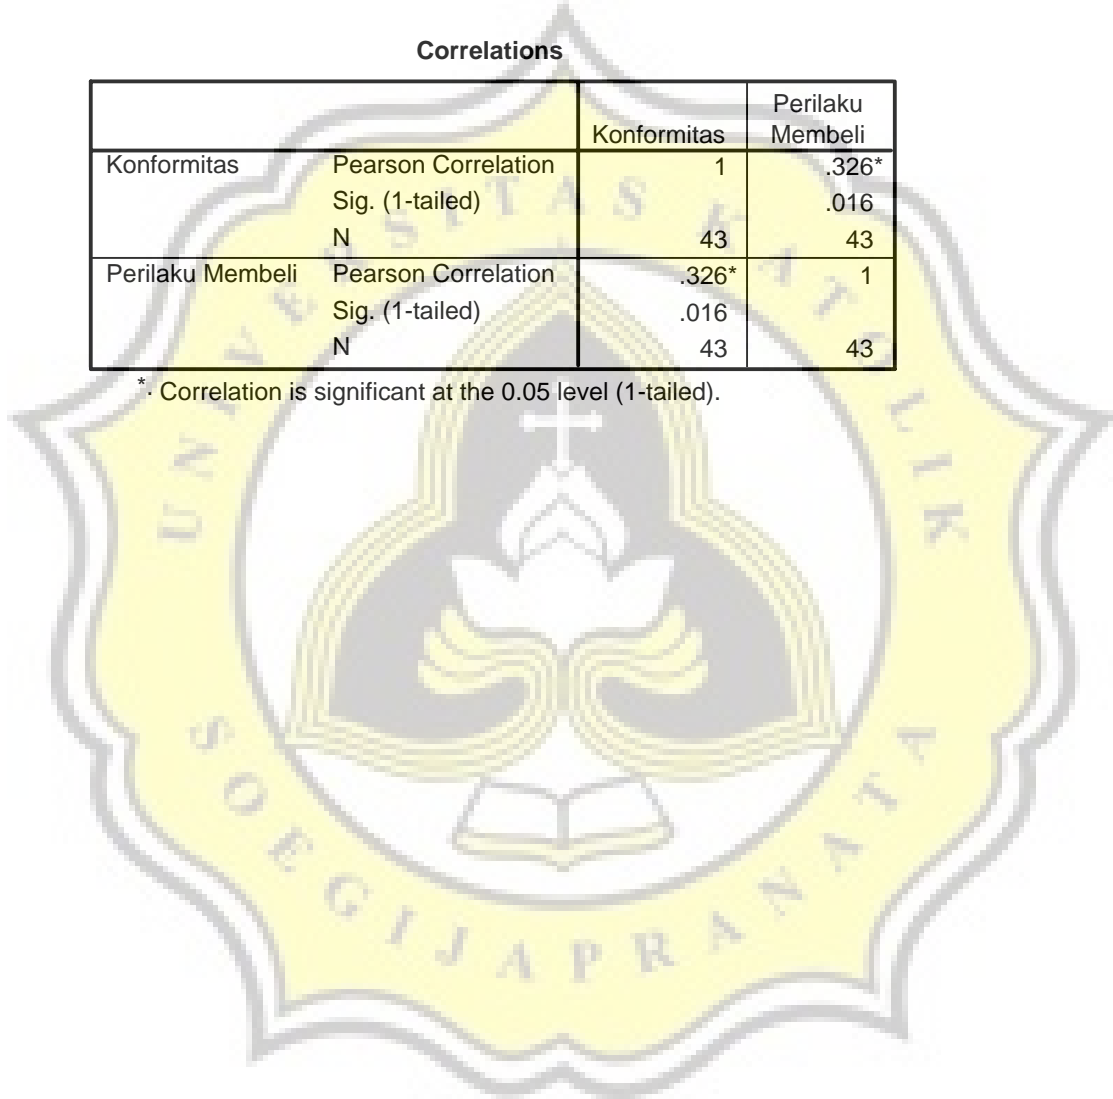 Correlations
Konformitas Perilaku Membeli
Konformitas Pearson Correlation 1 .326*
Sig. (1-tailed) .016
N 43 43
Perilaku Membeli Pearson Correlation .326* 1
Sig. (1-tailed) .016
N 43 43
*. Correlation is significant at the 0.05 level (1-tailed).
UNIVERSITAS KATOLIK
SOEGIJAPRANATA